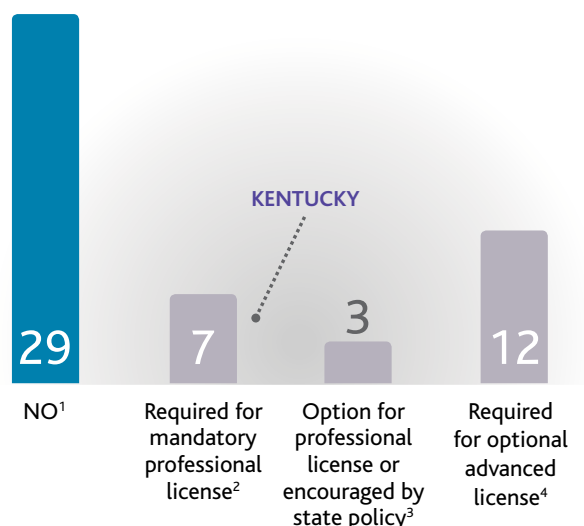 KENTUCKY
29
7
3
12
NO¹
Required for
mandatory
professional
license²
Option for
professional
license or
encouraged by
state policy³
Required
for optional
advanced
license⁴